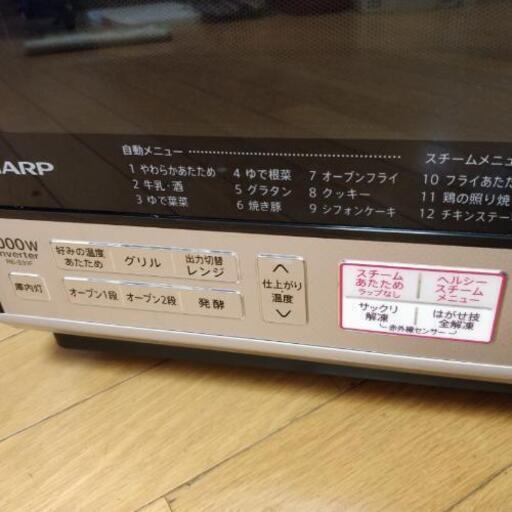 ARP
自動メニュー
1 やわらかあたため
2 牛乳・酒
3 ゆで葉菜
4 ゆで根菜
5 グラタン
6 焼き豚
7 オーブンフライ
8 クッキー
9 シフォンケーキ
スチームメニュ
10 フライあたた
11 鶏の照り焼
12 チキンステー
000W
nverter
庫内灯
好みの温度
あたため
グリル
出力切替
レンジ
オーブン1段
オーブン2段
発酵
仕上がり
・
温度
スチーム
あたため
ラップなし
ヘルシー
スチーム
メニュー
サックリ
解凍
はがせ技
全解凍
赤外線センサー